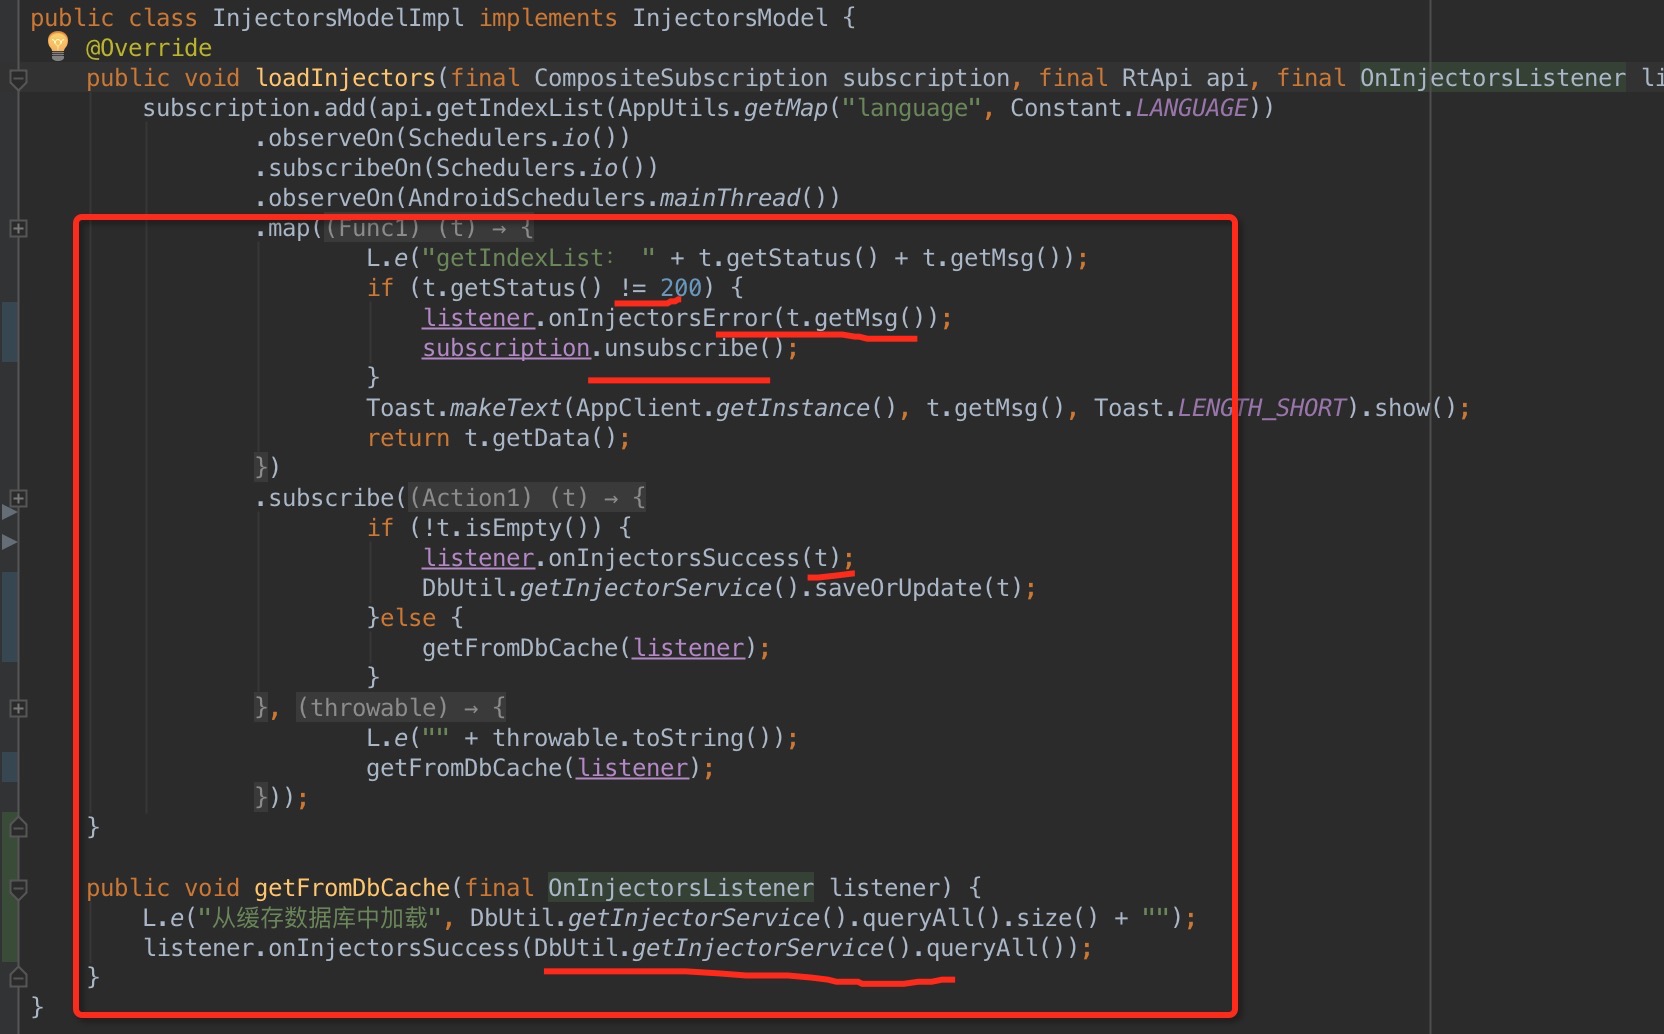 public class InjectorsModelImpl implements InjectorsModel {
@Override
public void loadInjectors(final CompositeSubscription subscription, final RtApi api, final OnInjectorsListener li
subscription.add(api.getIndexList(AppUtils.getMap("language", Constant.LANGUAGE))
.observeOn(Schedulers.io())
.subscribeOn(Schedulers.io())
.observeOn(AndroidSchedulers.mainThread())
.map((Func1) (t) → {
L.e("getIndexList： " + t.getStatus() + t.getMsg());
if (t.getStatus() != 200) {
listener.onInjectorsError(t.getMsg());
subscription.unsubscribe();
}
Toast.makeText(AppClient.getInstance(), t.getMsg(), Toast.LENGTH_SHORT).show();
return t.getData();
})
.subscribe((Action1) (t) → {
if (!t.isEmpty()) {
listener.onInjectorsSuccess(t);
DbUtil.getInjectorService().saveOrUpdate(t);
}else {
getFromDbCache(listener);
}
}, (throwable) → {
L.e("" + throwable.toString());
getFromDbCache(listener);
}));
}
public void getFromDbCache(final OnInjectorsListener listener) {
L.e("从缓存数据库中加载", DbUtil.getInjectorService().queryAll().size() + "");
listener.onInjectorsSuccess(DbUtil.getInjectorService().queryAll());
}
}